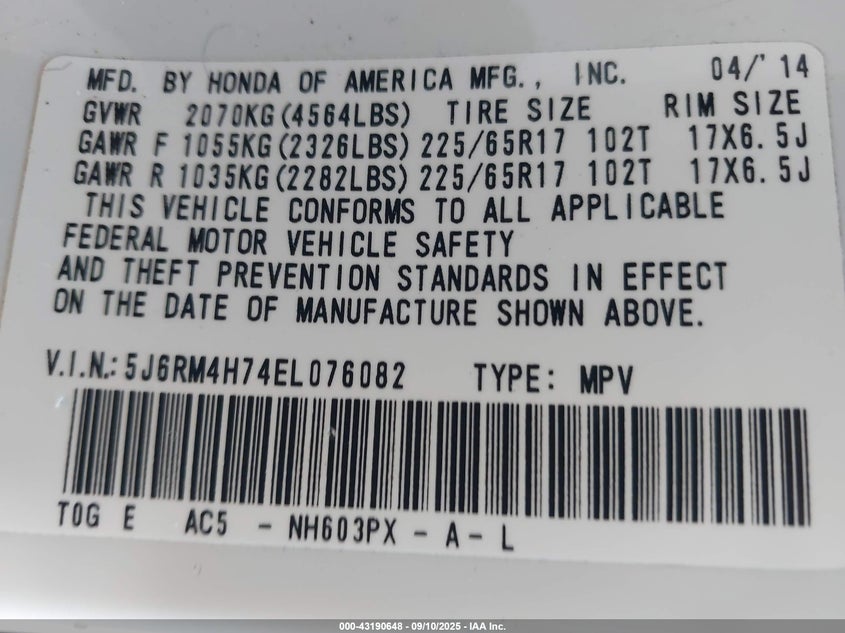 MFD. BY HONDA OF AMERICA MFG., INC. 04/'14
GVWR 2070KG(4564LBS) TIRE SIZE RIM SIZE
GAWR F 1055KG(2326LBS) 225/65R17 102T 17X6.5J
GAWR R 1035KG(2282LBS) 225/65R17 102T 17X6.5J
THIS VEHICLE CONFORMS TO ALL APPLICABLE
FEDERAL MOTOR VEHICLE SAFETY
AND THEFT PREVENTION STANDARDS IN EFFECT
ON THE DATE OF MANUFACTURE SHOWN ABOVE.
V.I.N.: 5J6RM4H74EL076082 TYPE: MPV
T0G E AC5 - NH603PX - A - L
000-43190648 - 09/10/2025 - IAA Inc.